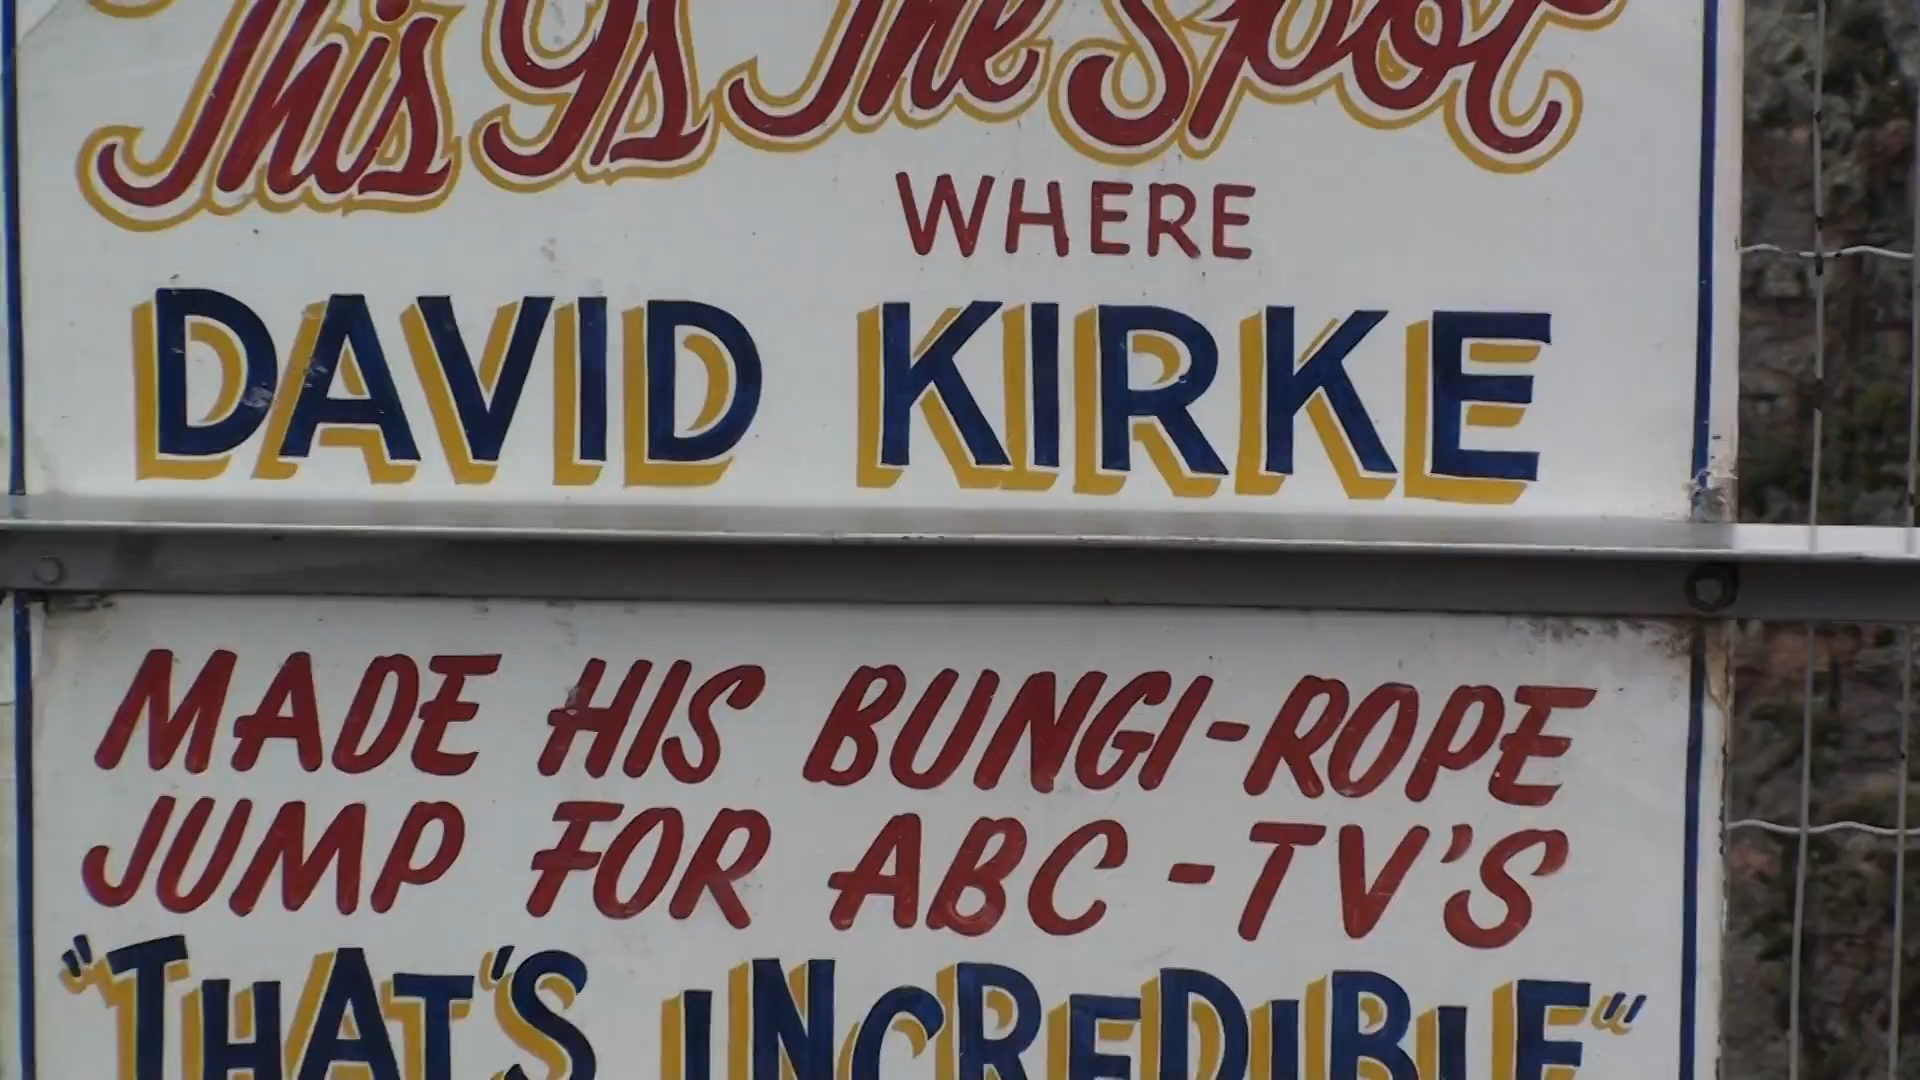 This Is The Spot
WHERE
DAVID KIRKE
MADE HIS BUNGI-ROPE
JUMP FOR ABC-TV'S
"THAT'S INCREDIBLE"